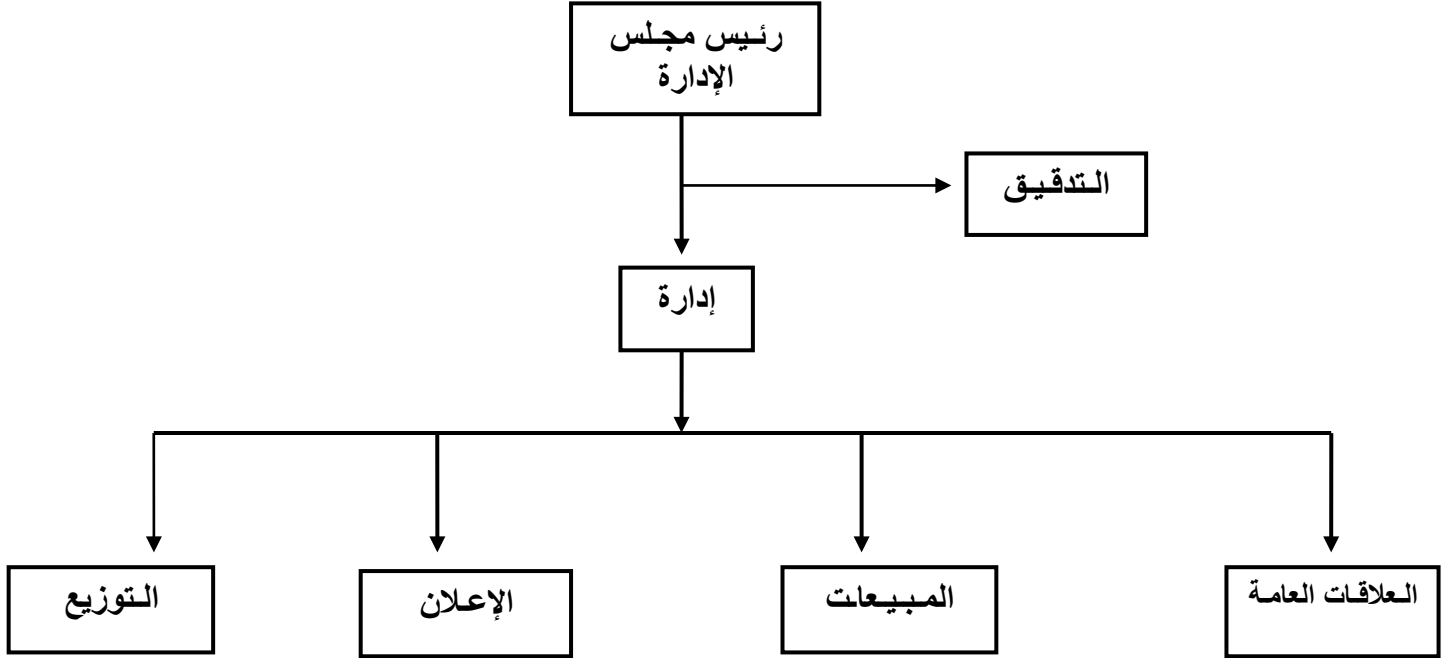 رئيس مجلس
الإدارة
التدقيق
إدارة
العلاقات العامة
المبيعات
الإعلان
التوزيع